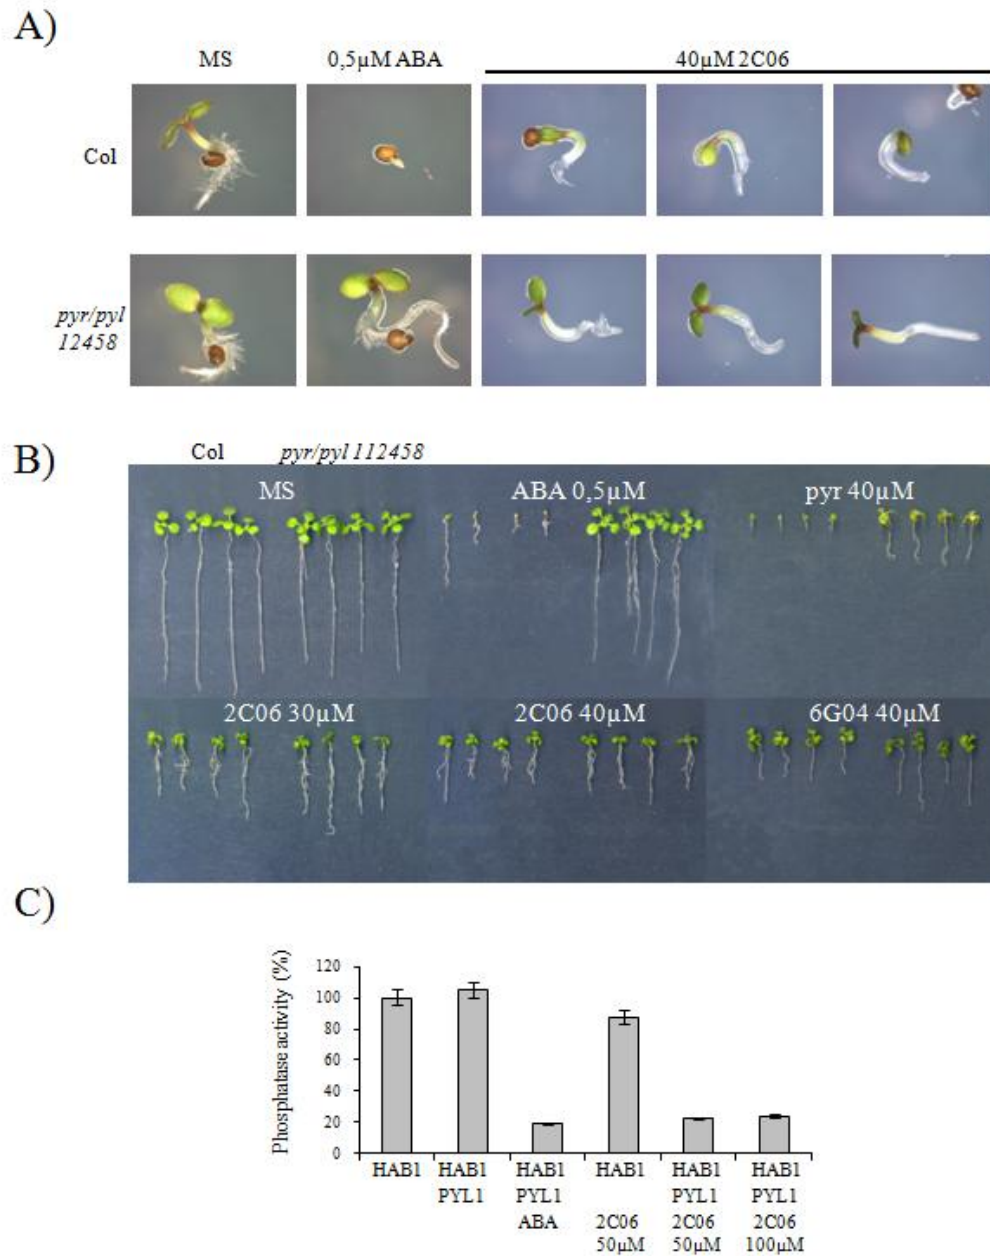 A)
MS 0,5µM ABA 40µM 2C06
Col
pyr/pyl
12458
B)
Col pyr/pyl 112458
MS ABA 0,5µM pyr 40µM
2C06 30µM 2C06 40µM 6G04 40µM
C)
Phosphatase activity (%)
120
100
80
60
40
20
0
HAB1 HAB1 HAB1 HAB1 HAB1 HAB1
PYL1 PYL1 PYL1 PYL1
ABA 2C06 2C06 2C06
50µM 50µM 100µM